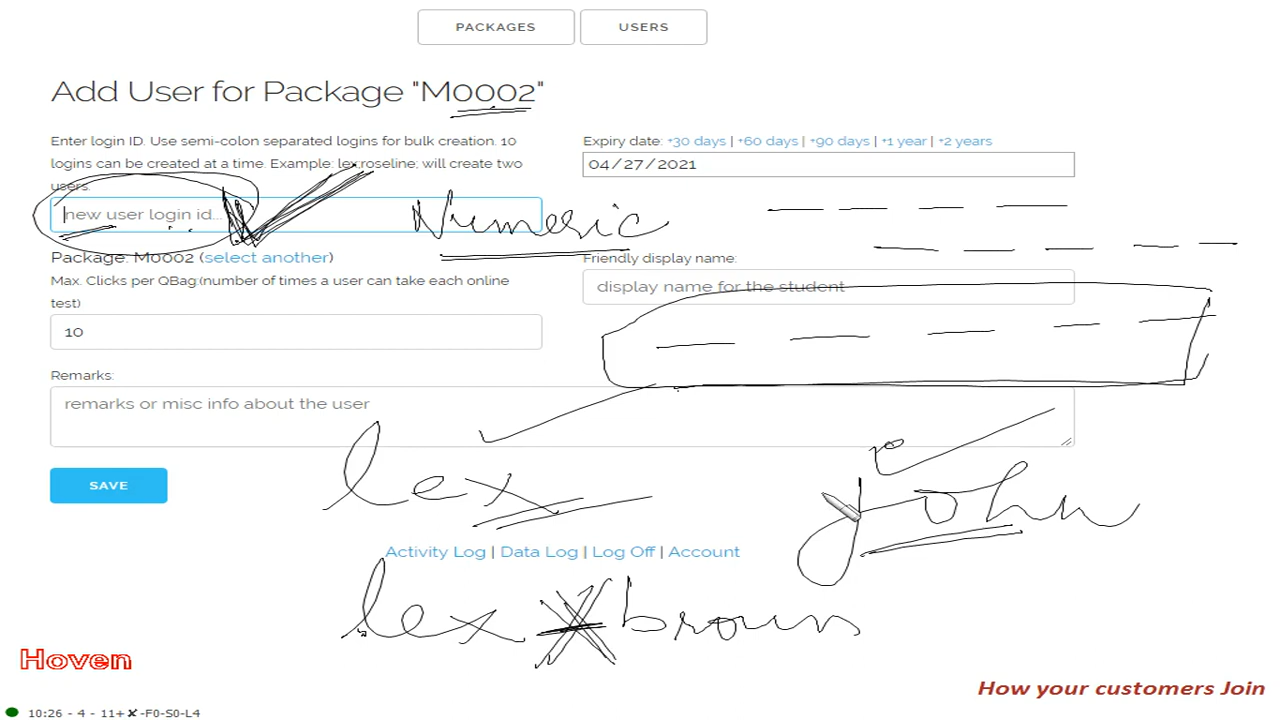 PACKAGES USERS
Add User for Package "M0002"
Enter login ID. Use semi-colon separated logins for bulk creation. 10
logins can be created at a time. Example: lex;roseline; will create two
users.
new user login id...
Numeric
Package: M0002 (select another)
Max. Clicks per QBag:(number of times a user can take each online
test)
10
Expiry date: +30 days | +60 days | +90 days | +1 year | +2 years
04/27/2021
Friendly display name:
display name for the student
Remarks:
remarks or misc info about the user
lex
john
SAVE
Activity Log | Data Log | Log Off | Account
lex brown
Hoven
How your customers Join
10:26 - 4 - 11+✗-F0-S0-L4